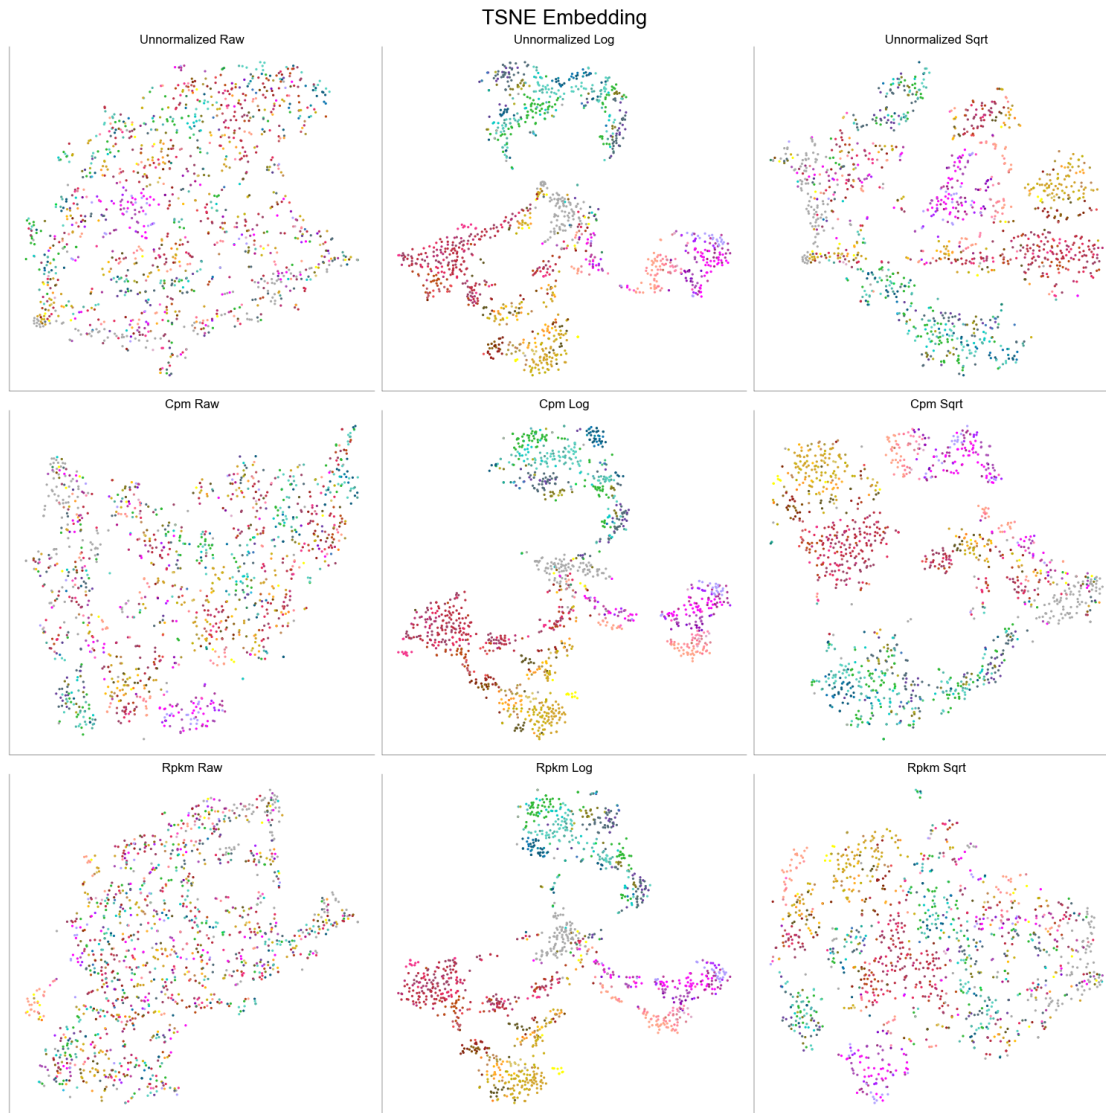 TSNE Embedding
Unnormalized Raw
Unnormalized Log
Unnormalized Sqrt
Cpm Raw
Cpm Log
Cpm Sqrt
Rpkm Raw
Rpkm Log
Rpkm Sqrt